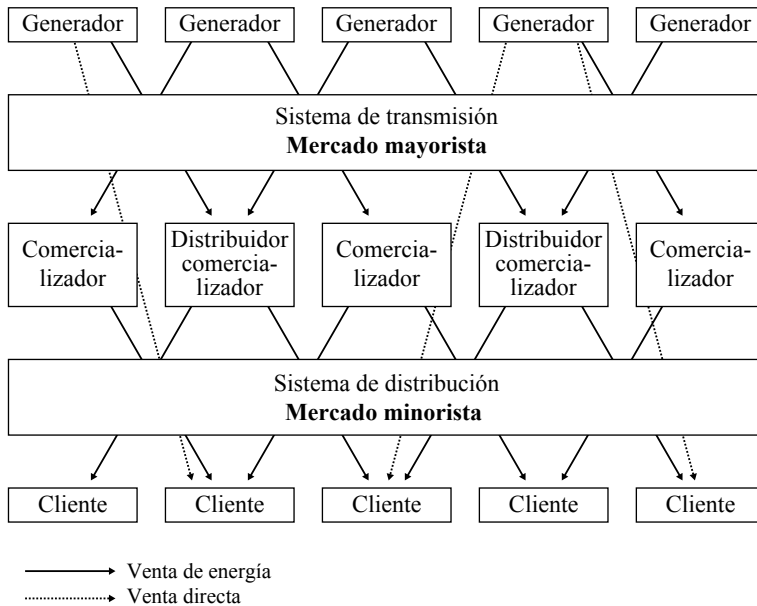 Generador Generador Generador Generador Generador
Sistema de transmisión
Mercado mayorista
Comercia-
lizador
Distribuidor
comercia-
lizador
Comercia-
lizador
Distribuidor
comercia-
lizador
Comercia-
lizador
Sistema de distribución
Mercado minorista
Cliente Cliente Cliente Cliente Cliente
Venta de energía
Venta directa